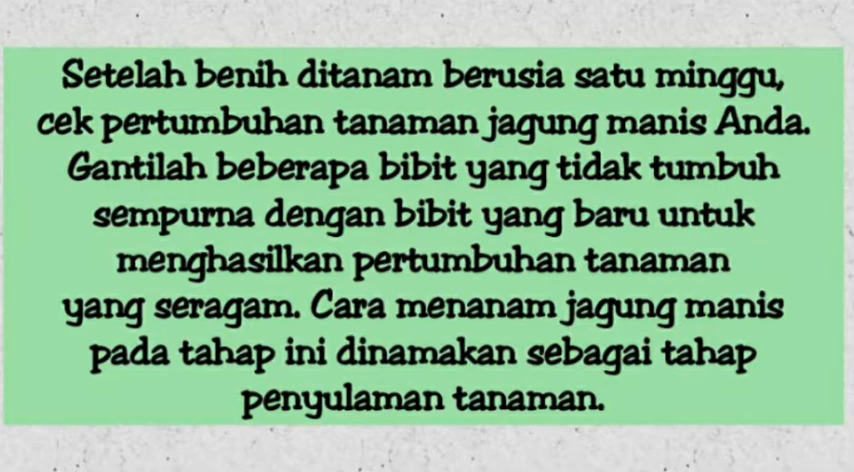 Setelah benih ditanam berusia satu minggu,
cek pertumbuhan tanaman jagung manis Anda.
Gantilah beberapa bibit yang tidak tumbuh
sempurna dengan bibit yang baru untuk
menghasilkan pertumbuhan tanaman
yang seragam. Cara menanam jagung manis
pada tahap ini dinamakan sebagai tahap
penyulaman tanaman.